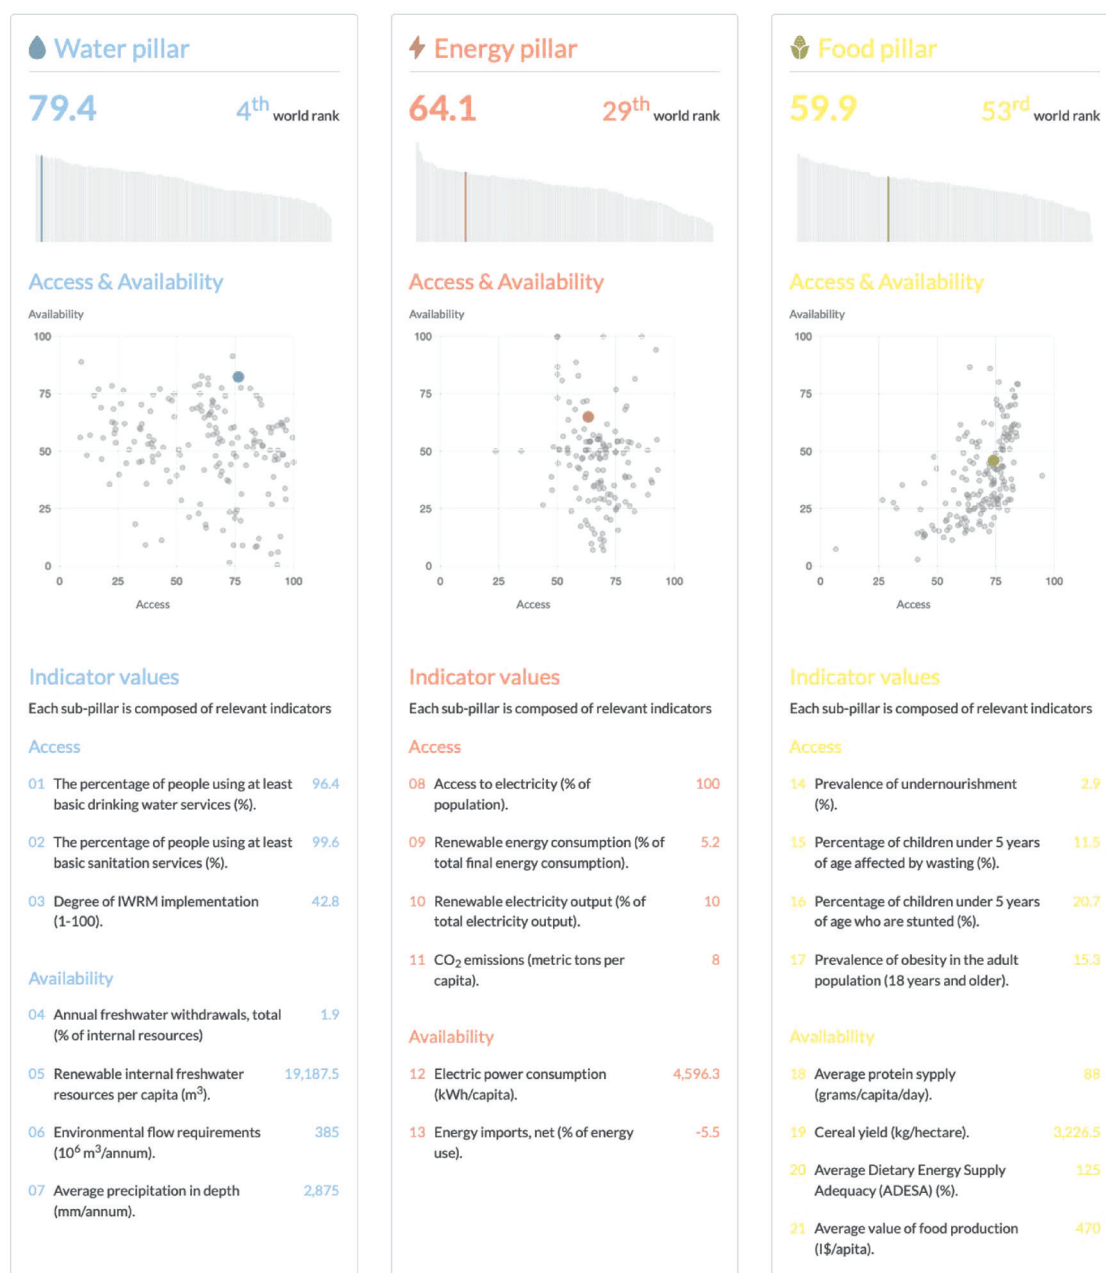 Water pillar
79.4
4th world rank
Access & Availability
Availability
100
75
50
25
0
0 25 50 75 100
Access
Indicator values
Each sub-pillar is composed of relevant indicators
Access
01 The percentage of people using at least 96.4
basic drinking water services (%).
02 The percentage of people using at least 99.6
basic sanitation services (%).
03 Degree of IWRM implementation 42.8
(1-100).
Availability
04 Annual freshwater withdrawals, total 1.9
(% of internal resources)
05 Renewable internal freshwater 19,187.5
resources per capita (m³).
06 Environmental flow requirements 385
(10⁶ m³/annum).
07 Average precipitation in depth 2,875
(mm/annum).
Energy pillar
64.1
29th world rank
Access & Availability
Availability
100
75
50
25
0
0 25 50 75 100
Access
Indicator values
Each sub-pillar is composed of relevant indicators
Access
08 Access to electricity (% of 100
population).
09 Renewable energy consumption (% of 5.2
total final energy consumption).
10 Renewable electricity output (% of 10
total electricity output).
11 CO₂ emissions (metric tons per 8
capita).
Availability
12 Electric power consumption 4,596.3
(kWh/capita).
13 Energy imports, net (% of energy -5.5
use).
Food pillar
59.9
53rd world rank
Access & Availability
Availability
100
75
50
25
0
0 25 50 75 100
Access
Indicator values
Each sub-pillar is composed of relevant indicators
Access
14 Prevalence of undernourishment 2.9
(%).
15 Percentage of children under 5 years 11.5
of age affected by wasting (%).
16 Percentage of children under 5 years 20.7
of age who are stunted (%).
17 Prevalence of obesity in the adult 15.3
population (18 years and older).
Availability
18 Average protein sypply 88
(grams/capita/day).
19 Cereal yield (kg/hectare). 3,226.5
20 Average Dietary Energy Supply 125
Adequacy (ADESA) (%).
21 Average value of food production 470
(I$/apita).